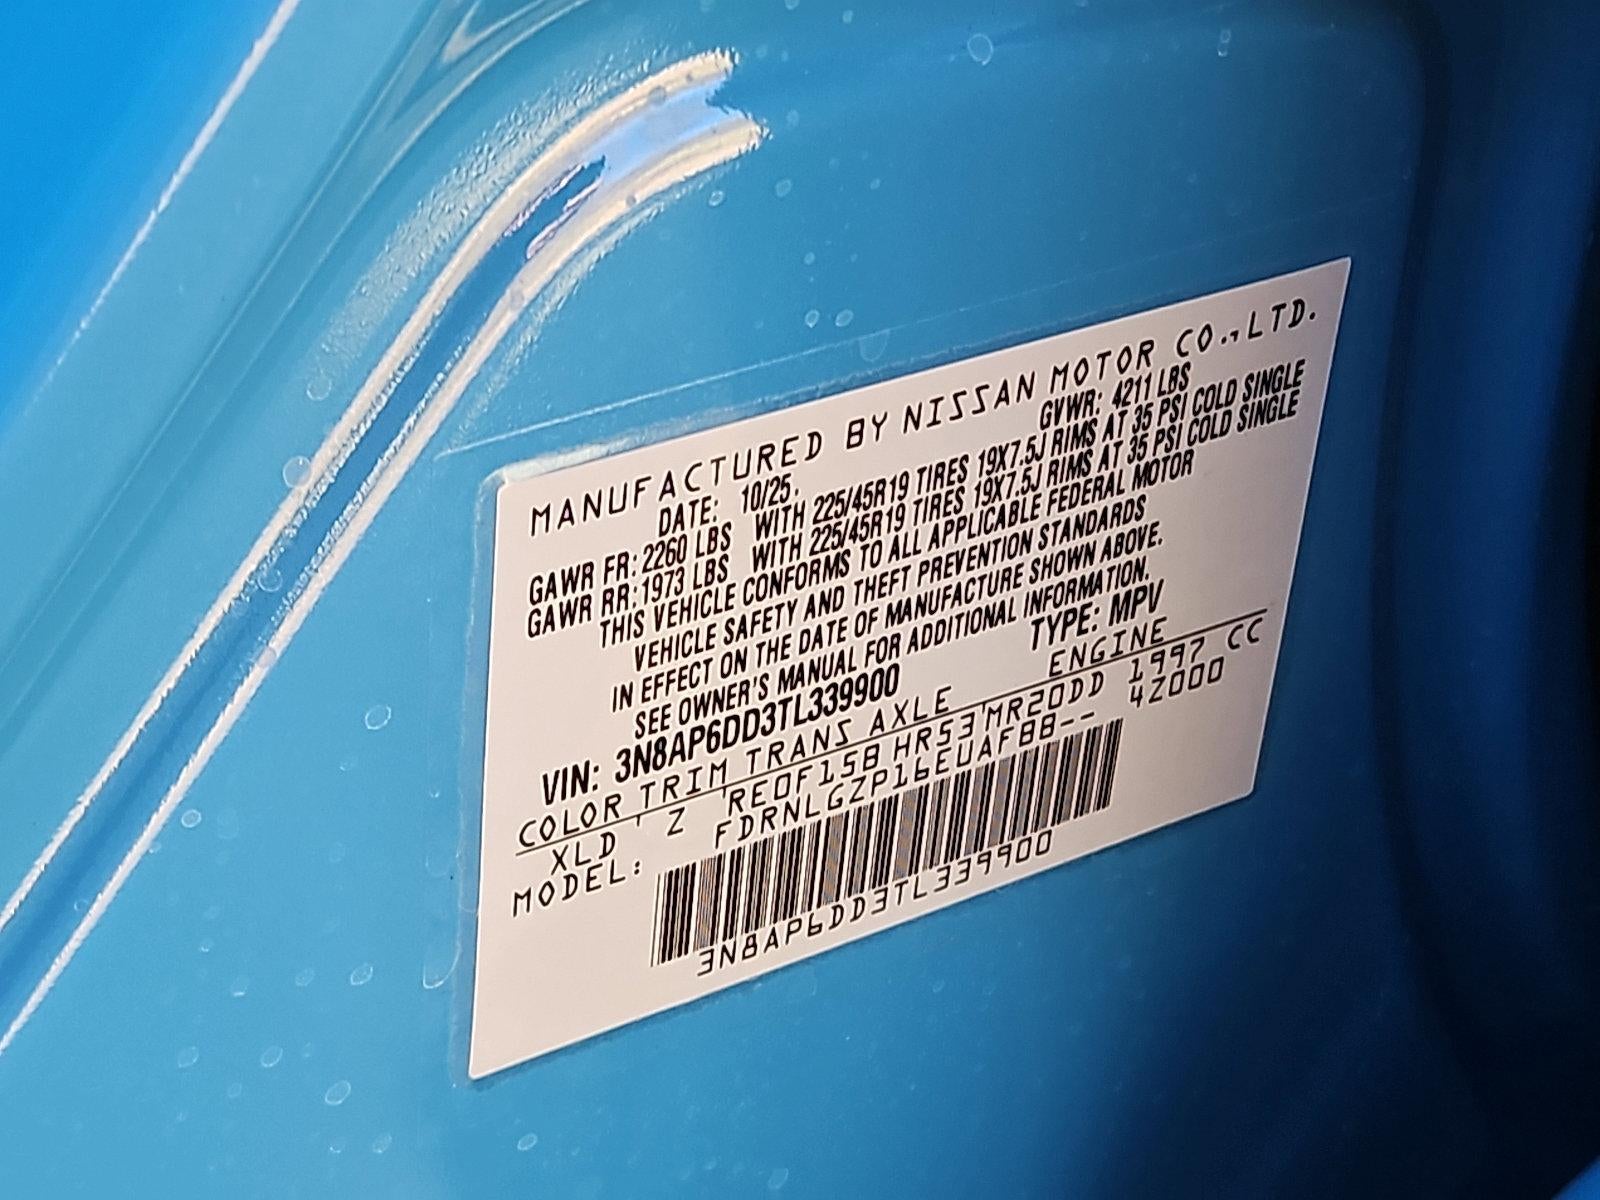 MANUFACTURED BY NISSAN MOTOR CO., LTD.
DATE: 10/25. GVWR: 4211 LBS
GAWR FR: 2260 LBS WITH 225/45R19 TIRES 19X7.5J RIMS AT 35 PSI COLD SINGLE
GAWR RR: 1973 LBS WITH 225/45R19 TIRES 19X7.5J RIMS AT 35 PSI COLD SINGLE
THIS VEHICLE CONFORMS TO ALL APPLICABLE FEDERAL MOTOR
VEHICLE SAFETY AND THEFT PREVENTION STANDARDS
IN EFFECT ON THE DATE OF MANUFACTURE SHOWN ABOVE.
SEE OWNER'S MANUAL FOR ADDITIONAL INFORMATION.
VIN: 3N8AP6DD3TL339900 TYPE: MPV
COLOR TRIM TRANS AXLE ENGINE
XLD ' Z ' RE0F15B HR53 ' MR20DD 1997 CC
MODEL: FDRNLGZP16EUAFBB-- 4Z000
3N8AP6DD3TL339900